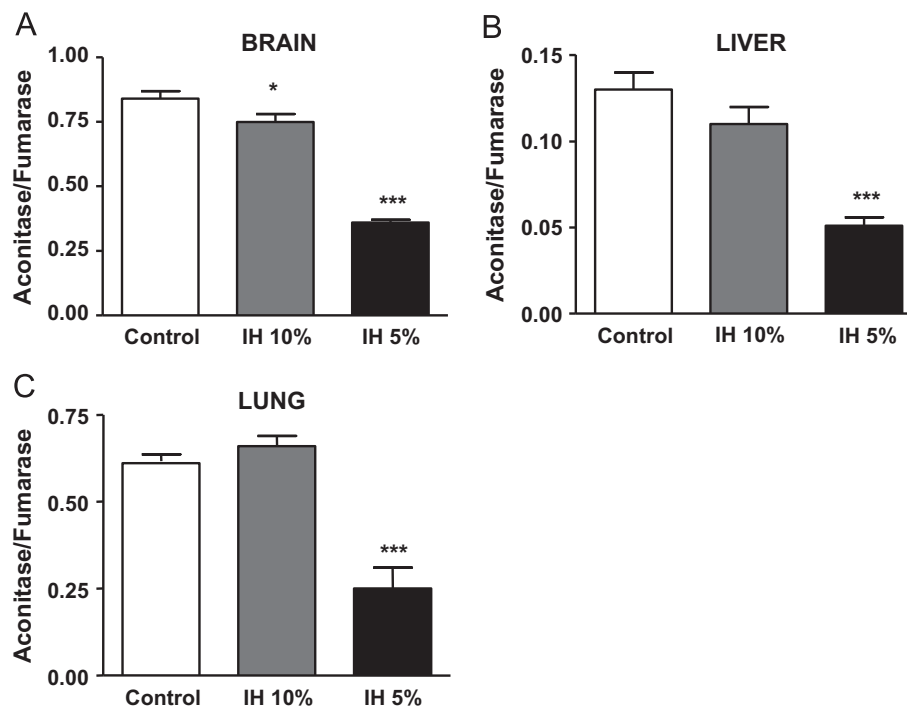 A
BRAIN
Aconitase/Fumarase
1.00
0.75
0.50
0.25
0.00
*
***
Control IH 10% IH 5%
B
LIVER
Aconitase/Fumarase
0.15
0.10
0.05
0.00
***
Control IH 10% IH 5%
C
LUNG
Aconitase/Fumarase
0.75
0.50
0.25
0.00
***
Control IH 10% IH 5%